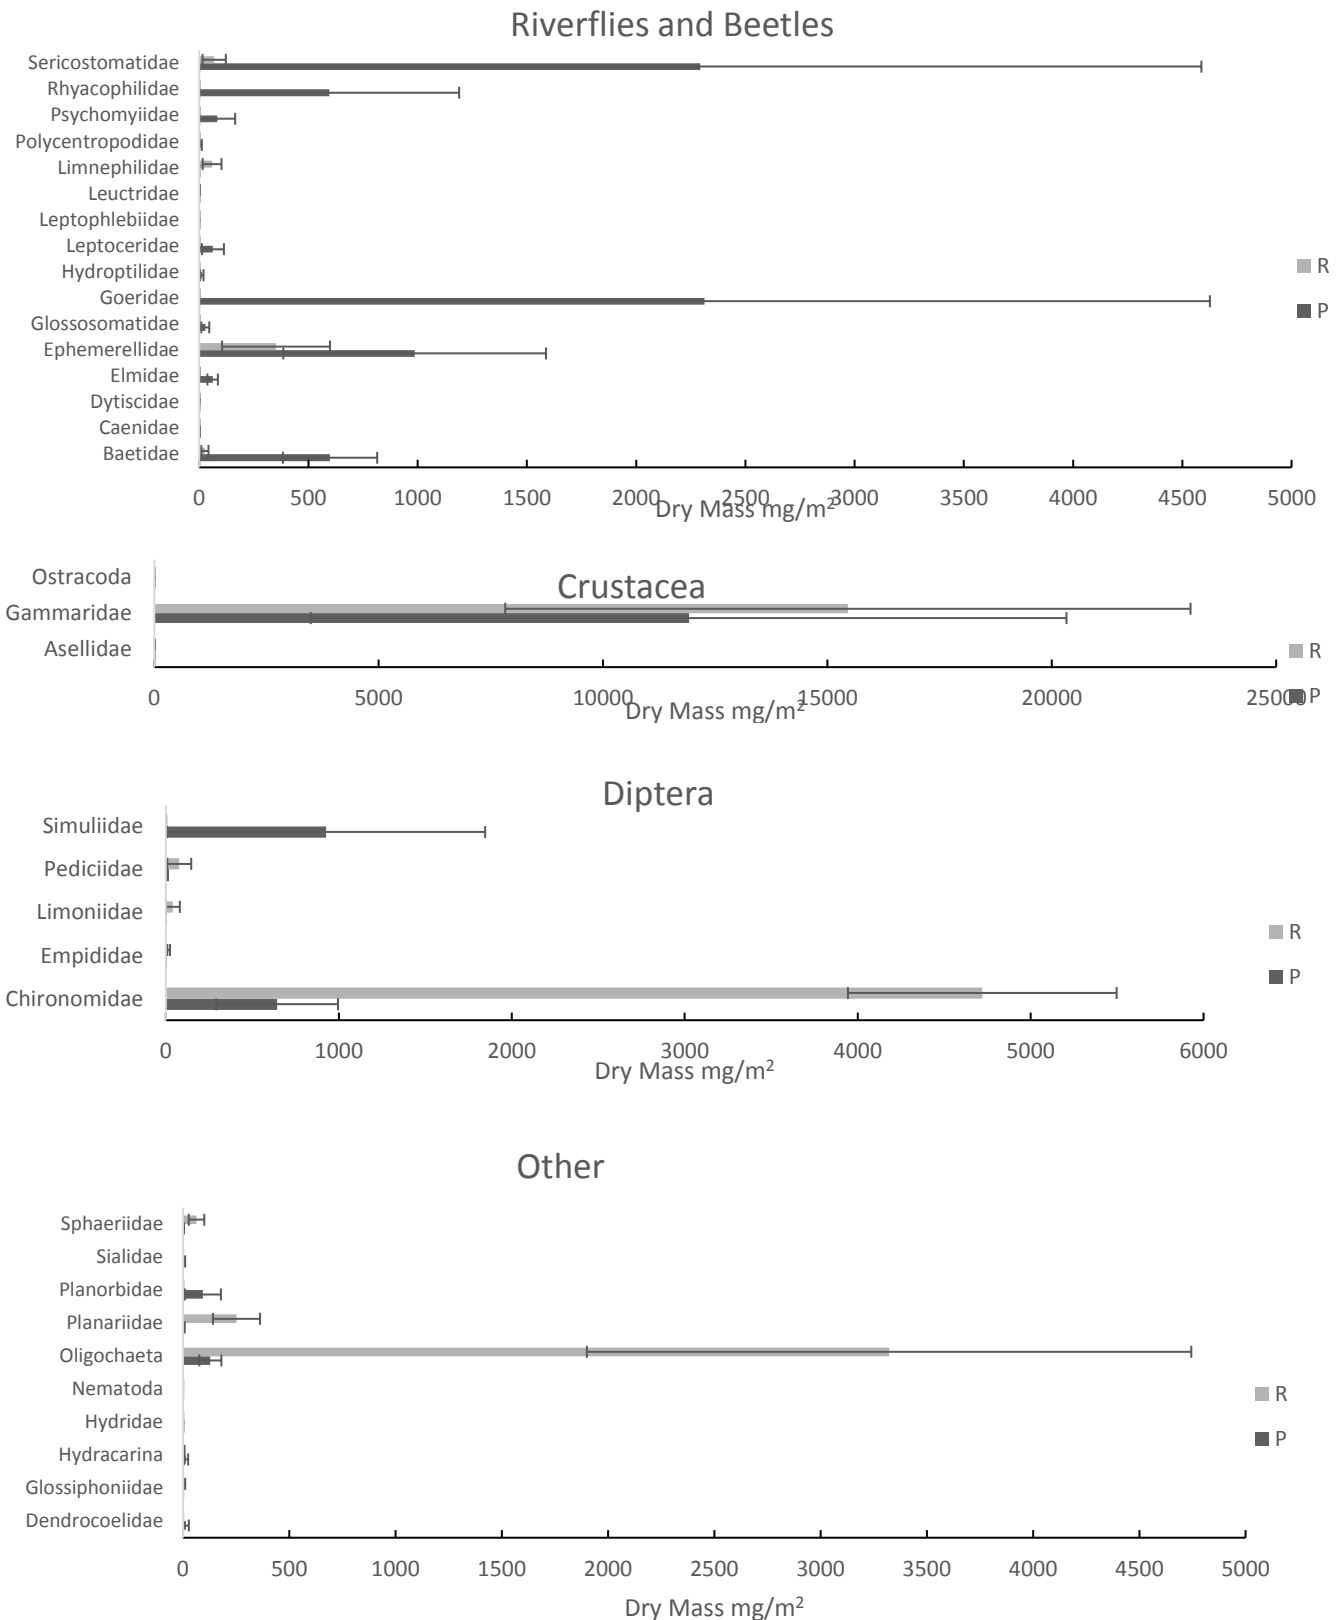 Riverflies and Beetles
Sericostomatidae
Rhyacophilidae
Psychomyiidae
Polycentropodidae
Limnephilidae
Leuctridae
Leptophlebiidae
Leptoceridae
Hydroptilidae
Goeridae
Glossosomatidae
Ephemerellidae
Elmidae
Dytiscidae
Caenidae
Baetidae
R
P
0 500 1000 1500 2000 2500 3000 3500 4000 4500 5000
Dry Mass mg/m²
Crustacea
Ostracoda
Gammaridae
Asellidae
R
P
0 5000 10000 15000 20000 25000
Dry Mass mg/m²
Diptera
Simuliidae
Pediciidae
Limoniidae
Empididae
Chironomidae
R
P
0 1000 2000 3000 4000 5000 6000
Dry Mass mg/m²
Other
Sphaeriidae
Sialidae
Planorbidae
Planariidae
Oligochaeta
Nematoda
Hydridae
Hydracarina
Glossiphoniidae
Dendrocoelidae
R
P
0 500 1000 1500 2000 2500 3000 3500 4000 4500 5000
Dry Mass mg/m²